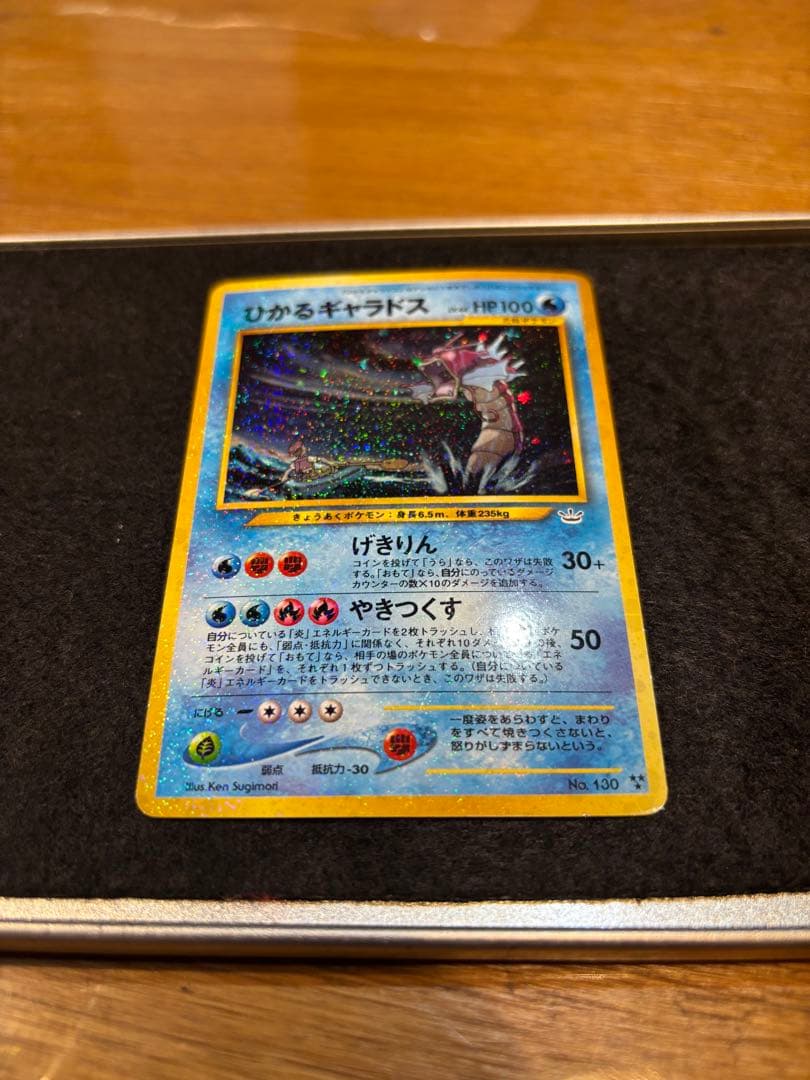 ひかるギャラドス HP100
きょうあくポケモン：身長6.5m、体重235kg
げきりん
コインを投げて「うら」なら、このワザは失敗
する。「おもて」なら、自分にのっているダメージ
カウンターの数×10のダメージを追加する。
30+
やきつくす
自分についている「炎」エネルギーカードを2枚トラッシュし、
モン全員にも、「弱点・抵抗力」に関係なく、それぞれ10ダメ
コインを投げて「おもて」なら、相手の場のポケモン全員についている「エネ
ルギーカード」を、それぞれ1枚ずつトラッシュする。（自分についている
「炎」エネルギーカードをトラッシュできないとき、このワザは失敗する。）
50
にげる
弱点 抵抗力-30
一度姿をあらわすと、まわり
をすべて焼きつくさないと、
怒りがしずまらないという。
Illus. Ken Sugimori
No. 130 ★★★